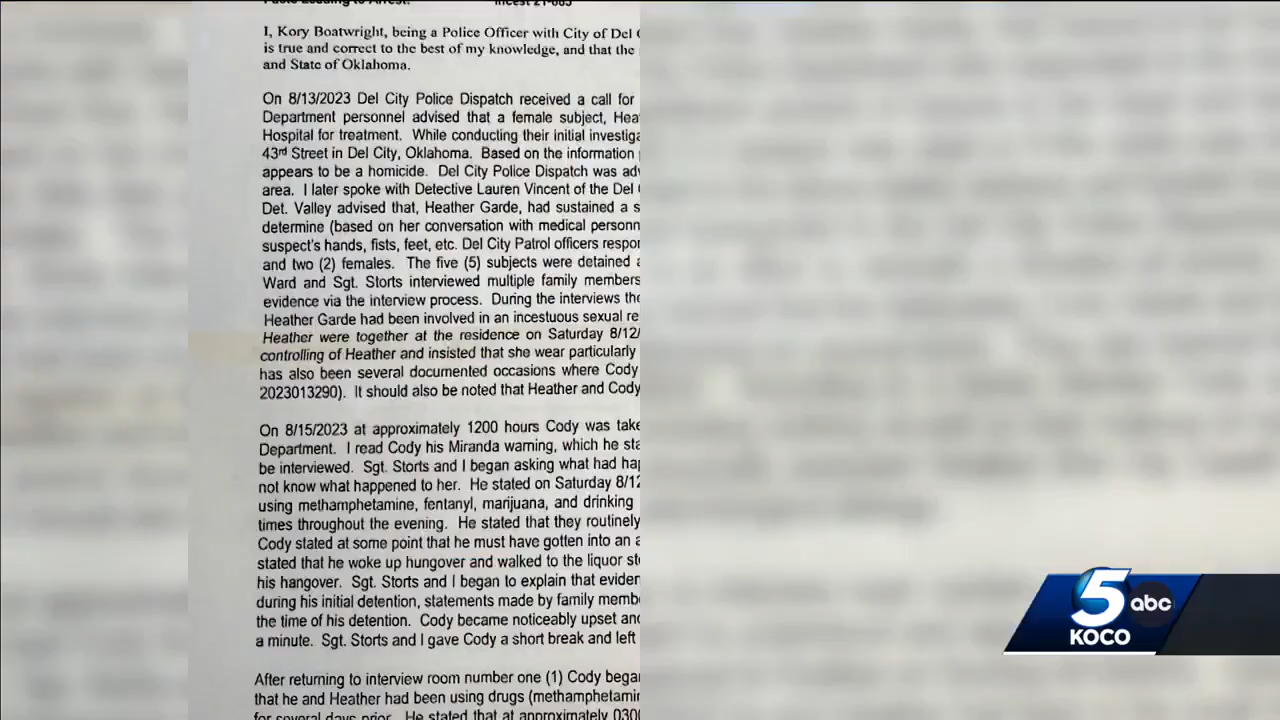 Incest 21-885
I, Kory Boatwright, being a Police Officer with City of Del
is true and correct to the best of my knowledge, and that the
and State of Oklahoma.
On 8/13/2023 Del City Police Dispatch received a call for
Department personnel advised that a female subject, Hea
Hospital for treatment. While conducting their initial investiga
43rd Street in Del City, Oklahoma. Based on the information
appears to be a homicide. Del City Police Dispatch was adv
area. I later spoke with Detective Lauren Vincent of the Del
Det. Valley advised that, Heather Garde, had sustained a s
determine (based on her conversation with medical personn
suspect's hands, fists, feet, etc. Del City Patrol officers respon
and two (2) females. The five (5) subjects were detained a
Ward and Sgt. Storts interviewed multiple family members
evidence via the interview process. During the interviews the
Heather Garde had been involved in an incestuous sexual re
Heather were together at the residence on Saturday 8/12/
controlling of Heather and insisted that she wear particularly
has also been several documented occasions where Cody
2023013290). It should also be noted that Heather and Cody
On 8/15/2023 at approximately 1200 hours Cody was take
Department. I read Cody his Miranda warning, which he sta
be interviewed. Sgt. Storts and I began asking what had hap
not know what happened to her. He stated on Saturday 8/12
using methamphetamine, fentanyl, marijuana, and drinking
times throughout the evening. He stated that they routinely
Cody stated at some point that he must have gotten into an a
stated that he woke up hungover and walked to the liquor sto
his hangover. Sgt. Storts and I began to explain that eviden
during his initial detention, statements made by family membe
the time of his detention. Cody became noticeably upset and
a minute. Sgt. Storts and I gave Cody a short break and left
After returning to interview room number one (1) Cody began
that he and Heather had been using drugs (methamphetamin
for several days prior. He stated that at approximately 0300
5 abc
KOCO